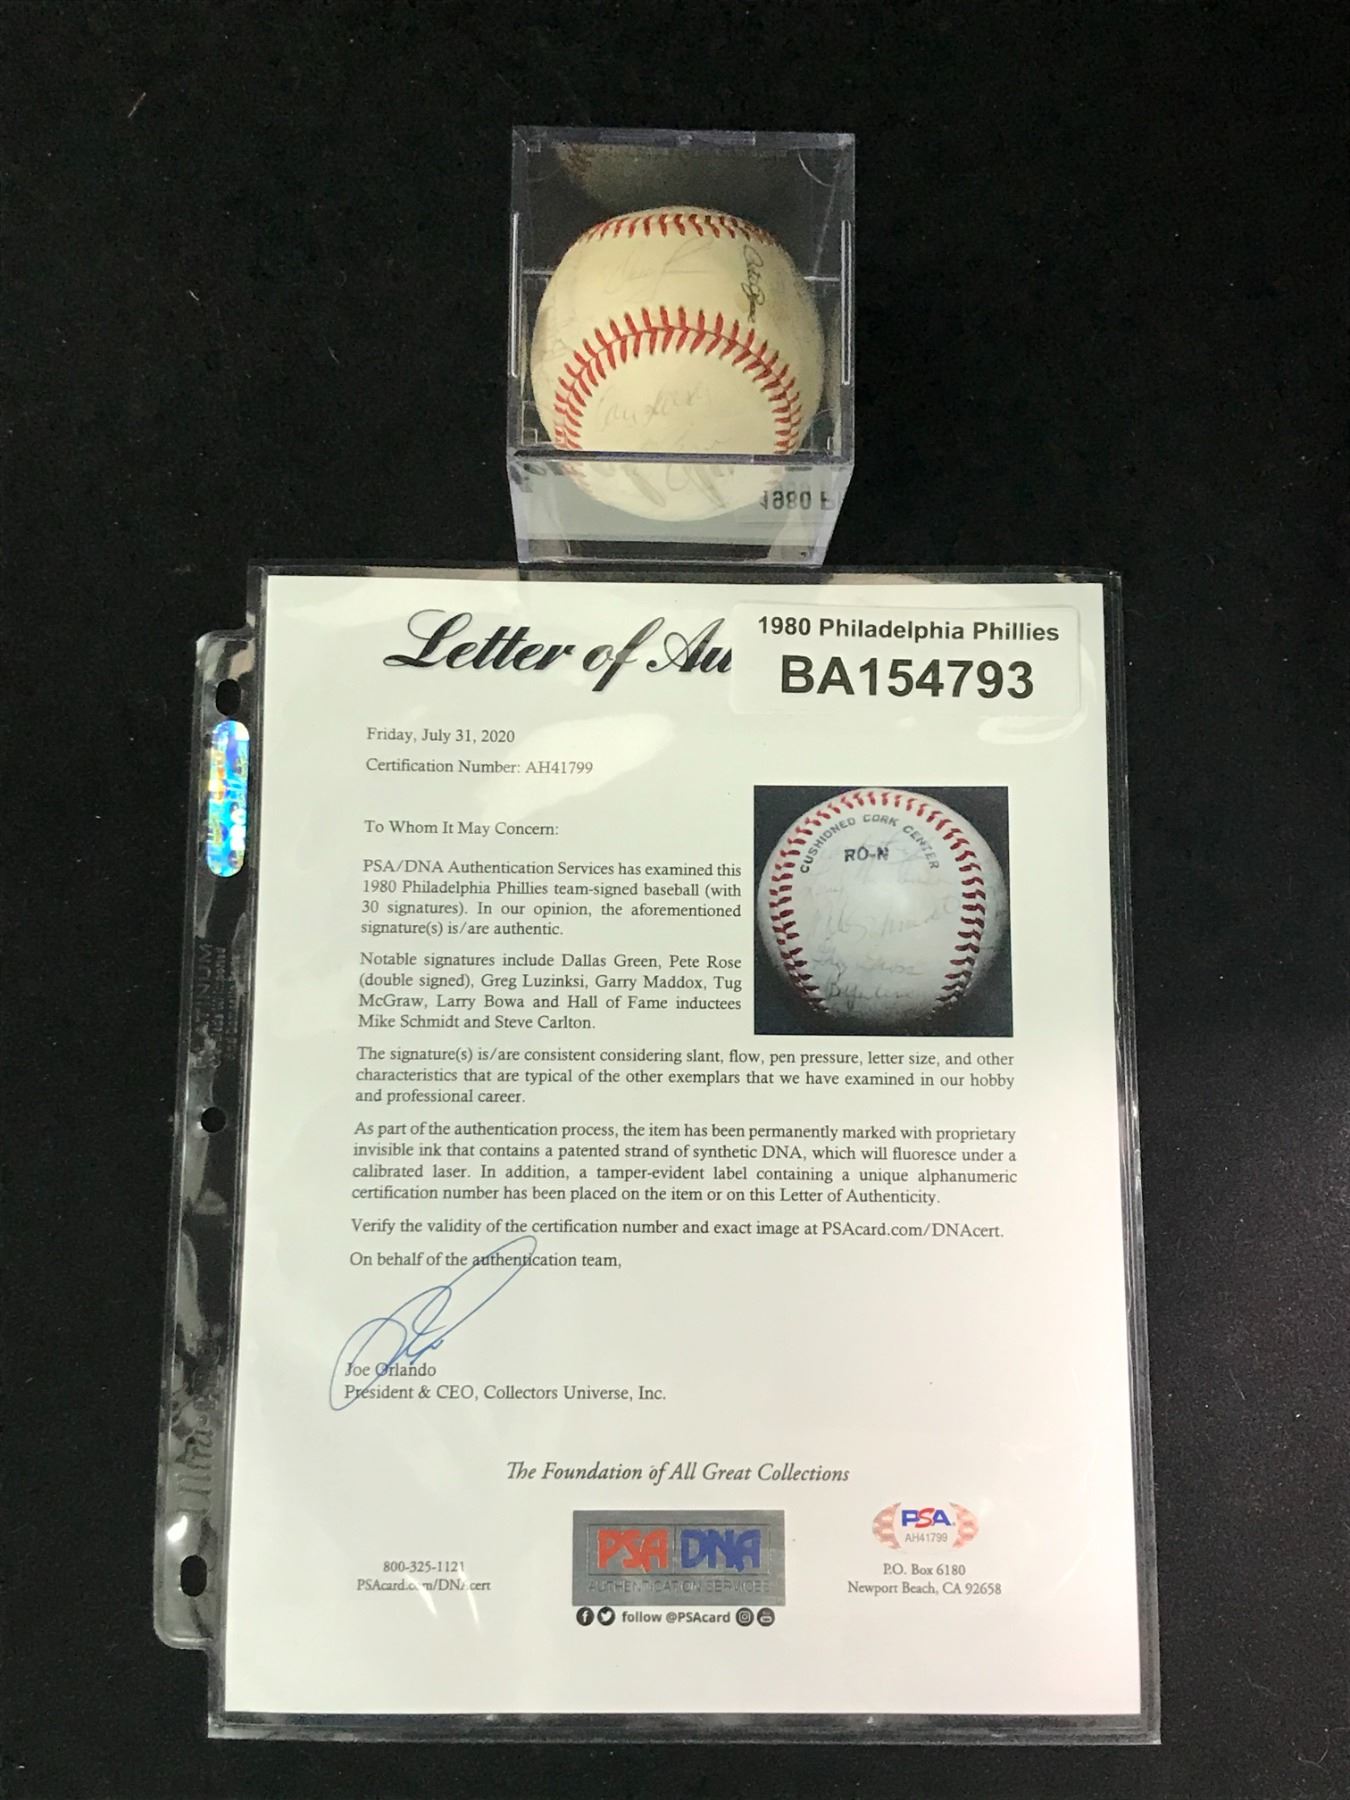 1980 P
Letter of Au
1980 Philadelphia Phillies
BA154793
Friday, July 31, 2020
Certification Number: AH41799
To Whom It May Concern:
PSA/DNA Authentication Services has examined this
1980 Philadelphia Phillies team-signed baseball (with
30 signatures). In our opinion, the aforementioned
signature(s) is/are authentic.
Notable signatures include Dallas Green, Pete Rose
(double signed), Greg Luzinksi, Garry Maddox, Tug
McGraw, Larry Bowa and Hall of Fame inductees
Mike Schmidt and Steve Carlton.
CUSHIONED CORK CENTER
RO-N
The signature(s) is/are consistent considering slant, flow, pen pressure, letter size, and other
characteristics that are typical of the other exemplars that we have examined in our hobby
and professional career.
As part of the authentication process, the item has been permanently marked with proprietary
invisible ink that contains a patented strand of synthetic DNA, which will fluoresce under a
calibrated laser. In addition, a tamper-evident label containing a unique alphanumeric
certification number has been placed on the item or on this Letter of Authenticity.
Verify the validity of the certification number and exact image at PSAcard.com/DNAcert.
On behalf of the authentication team,
Joe Orlando
President & CEO, Collectors Universe, Inc.
The Foundation of All Great Collections
800-325-1121
PSAcard.com/DNAcert
PSA DNA
AUTHENTICATION SERVICES
follow @PSAcard
PSA
AH41799
P.O. Box 6180
Newport Beach, CA 92658